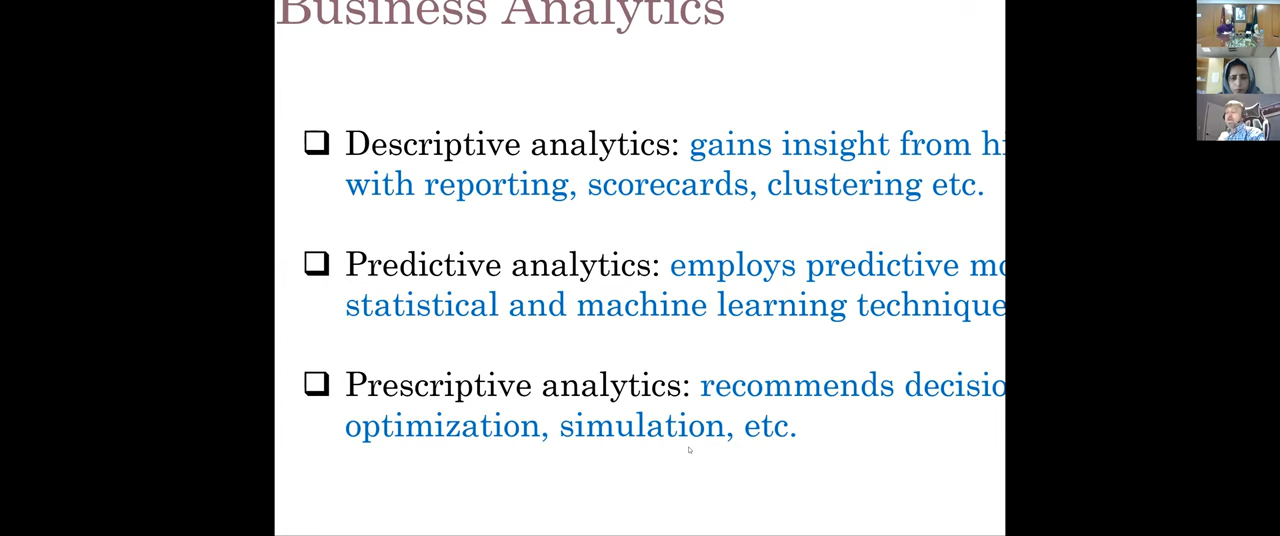 Business Analytics
Descriptive analytics: gains insight from
with reporting, scorecards, clustering etc.
Predictive analytics: employs predictive
statistical and machine learning technique
Prescriptive analytics: recommends decisio
optimization, simulation, etc.